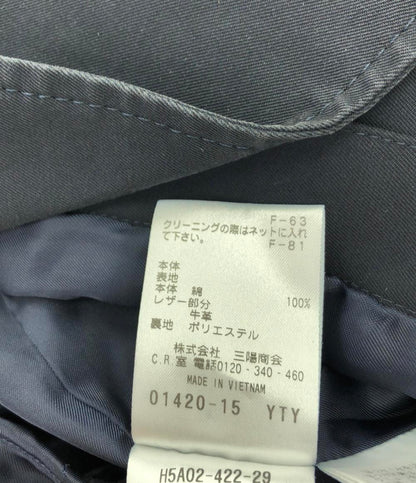 F-63
クリーニングの際はネットに入れ
て下さい。
F-81
本体
表地
本体 綿 100%
レザー部分
牛革
裏地 ポリエステル
株式会社 三陽商会
C.R.室 電話0120-340-460
MADE IN VIETNAM
01420-15 YTY
H5A02-422-29